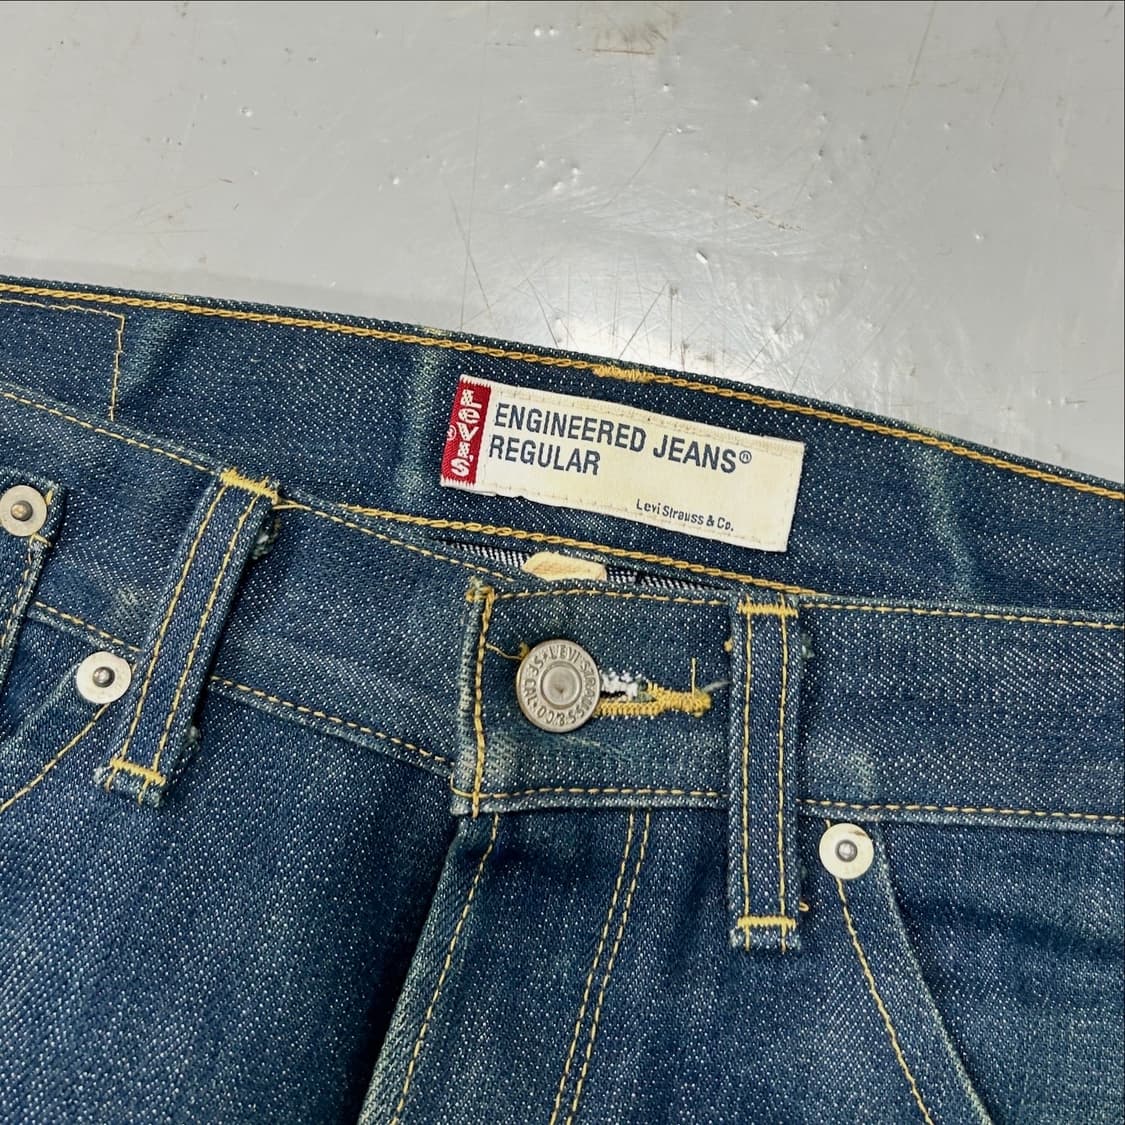 LEVI'S®
ENGINEERED JEANS®
REGULAR
Levi Strauss & Co.